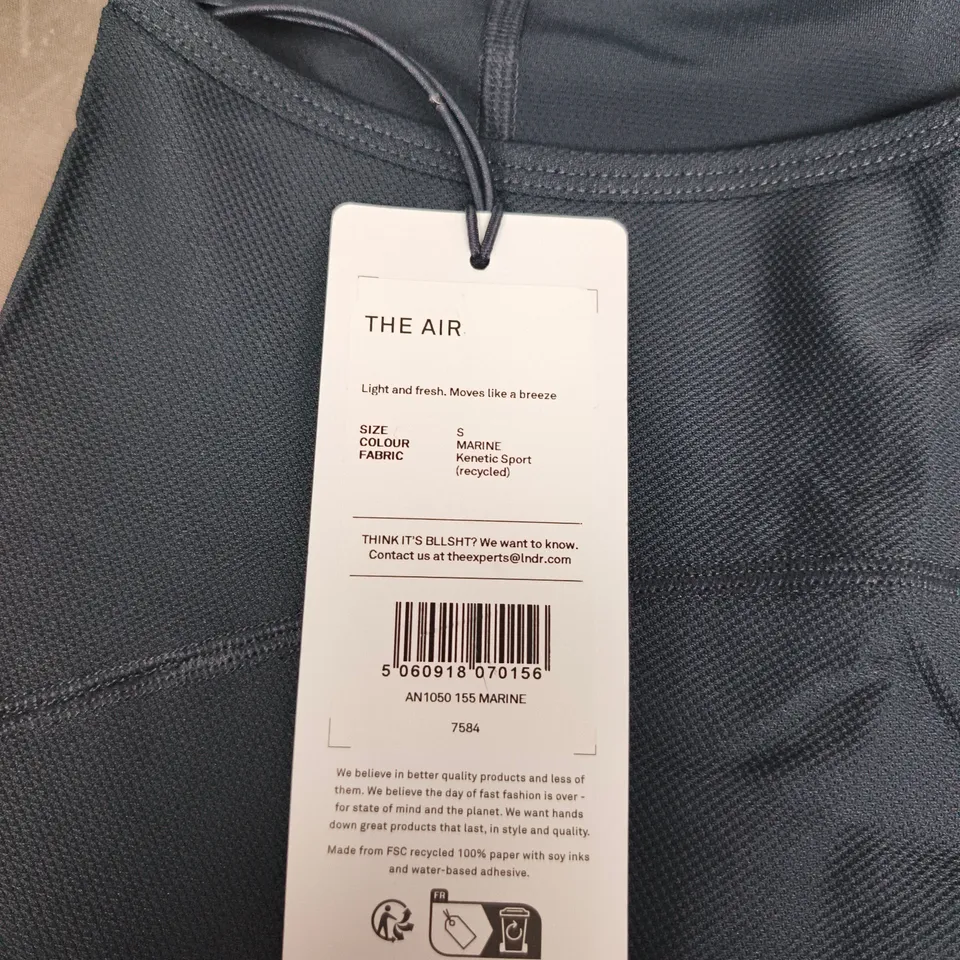 THE AIR
Light and fresh. Moves like a breeze
SIZE S
COLOUR MARINE
FABRIC Kenetic Sport
(recycled)
THINK IT'S BLLSHT? We want to know.
Contact us at theexperts@lndr.com
5 060918 070156
AN1050 155 MARINE
7584
We believe in better quality products and less of
them. We believe the day of fast fashion is over -
for state of mind and the planet. We want hands
down great products that last, in style and quality.
Made from FSC recycled 100% paper with soy inks
and water-based adhesive.
FR